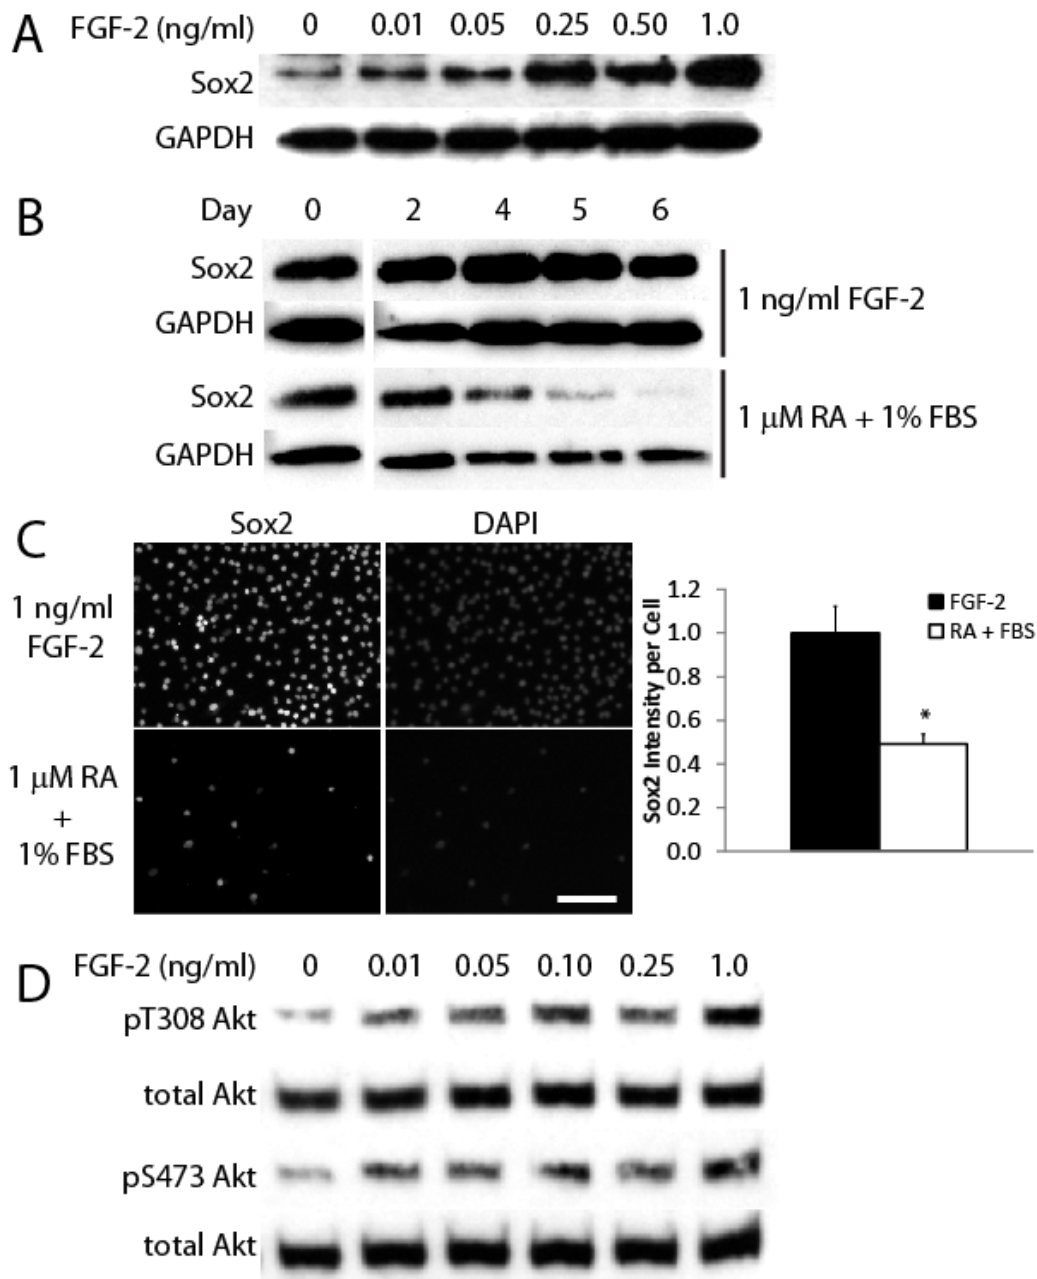 A FGF-2 (ng/ml) 0 0.01 0.05 0.25 0.50 1.0
Sox2
GAPDH
B Day 0 2 4 5 6
Sox2
GAPDH
1 ng/ml FGF-2
Sox2
GAPDH
1 μM RA + 1% FBS
C Sox2 DAPI
1 ng/ml
FGF-2
1 μM RA
+
1% FBS
Sox2 Intensity per Cell
1.2
1.0
0.8
0.6
0.4
0.2
0.0
FGF-2
RA + FBS
*
D FGF-2 (ng/ml) 0 0.01 0.05 0.10 0.25 1.0
pT308 Akt
total Akt
pS473 Akt
total Akt